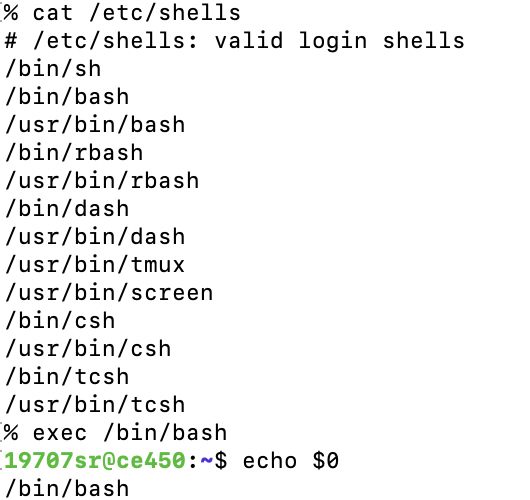 % cat /etc/shells
# /etc/shells: valid login shells
/bin/sh
/bin/bash
/usr/bin/bash
/bin/rbash
/usr/bin/rbash
/bin/dash
/usr/bin/dash
/usr/bin/tmux
/usr/bin/screen
/bin/csh
/usr/bin/csh
/bin/tcsh
/usr/bin/tcsh
% exec /bin/bash
19707sr@ce450:~$ echo $0
/bin/bash